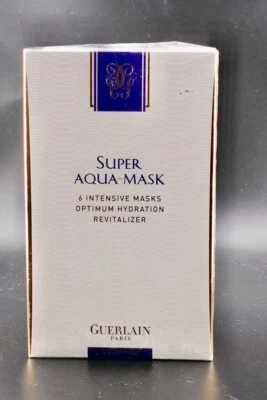 SUPER
AQUA-MASK
6 INTENSIVE MASKS
OPTIMUM HYDRATION
REVITALIZER
GUERLAIN
PARIS